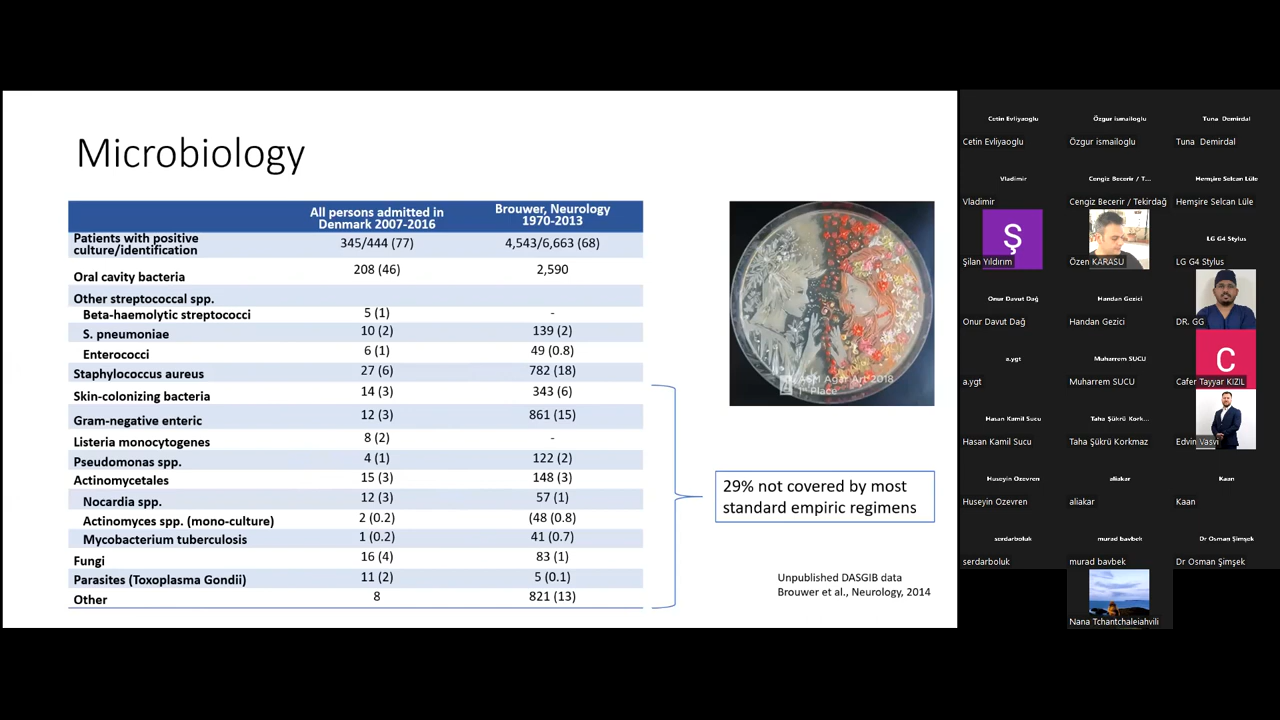 Microbiology
All persons admitted in Denmark 2007-2016 Brouwer, Neurology 1970-2013
Patients with positive culture/identification 345/444 (77) 4,543/6,663 (68)
Oral cavity bacteria 208 (46) 2,590
Other streptococcal spp.
Beta-haemolytic streptococci 5 (1) -
S. pneumoniae 10 (2) 139 (2)
Enterococci 6 (1) 49 (0.8)
Staphylococcus aureus 27 (6) 782 (18)
Skin-colonizing bacteria 14 (3) 343 (6)
Gram-negative enteric 12 (3) 861 (15)
Listeria monocytogenes 8 (2) -
Pseudomonas spp. 4 (1) 122 (2)
Actinomycetales 15 (3) 148 (3)
Nocardia spp. 12 (3) 57 (1)
Actinomyces spp. (mono-culture) 2 (0.2) (48 (0.8)
Mycobacterium tuberculosis 1 (0.2) 41 (0.7)
Fungi 16 (4) 83 (1)
Parasites (Toxoplasma Gondii) 11 (2) 5 (0.1)
Other 8 821 (13)
ASM Agar Art 2018
1st Place
29% not covered by most
standard empiric regimens
Unpublished DASGIB data
Brouwer et al., Neurology, 2014
Cetin Evliyaoglu Özgur ismailoglu Tuna Demirdal
Cetin Evliyaoglu Özgur ismailoglu Tuna Demirdal
Vladimir Cengiz Becerir / T... Hemşire Selcan Lüle
Vladimir Cengiz Becerir / Tekirdağ Hemşire Selcan Lüle
Ş LG G4 Stylus
Şilan Yıldırım Özen KARASU LG G4 Stylus
Onur Davut Dağ Handan Gezici
Onur Davut Dağ Handan Gezici DR. GG
a.ygt Muharrem SUCU C
a.ygt Muharrem SUCU Cafer Tayyar KIZIL
Hasan Kamil Sucu Taha Şükrü Kork...
Hasan Kamil Sucu Taha Şükrü Korkmaz Edvin Vasvi
Huseyin Ozevren aliakar Kaan
Huseyin Ozevren aliakar Kaan
serdarboluk murad bavbek Dr Osman Şimşek
serdarboluk murad bavbek Dr Osman Şimşek
Nana Tchantchaleiahvili